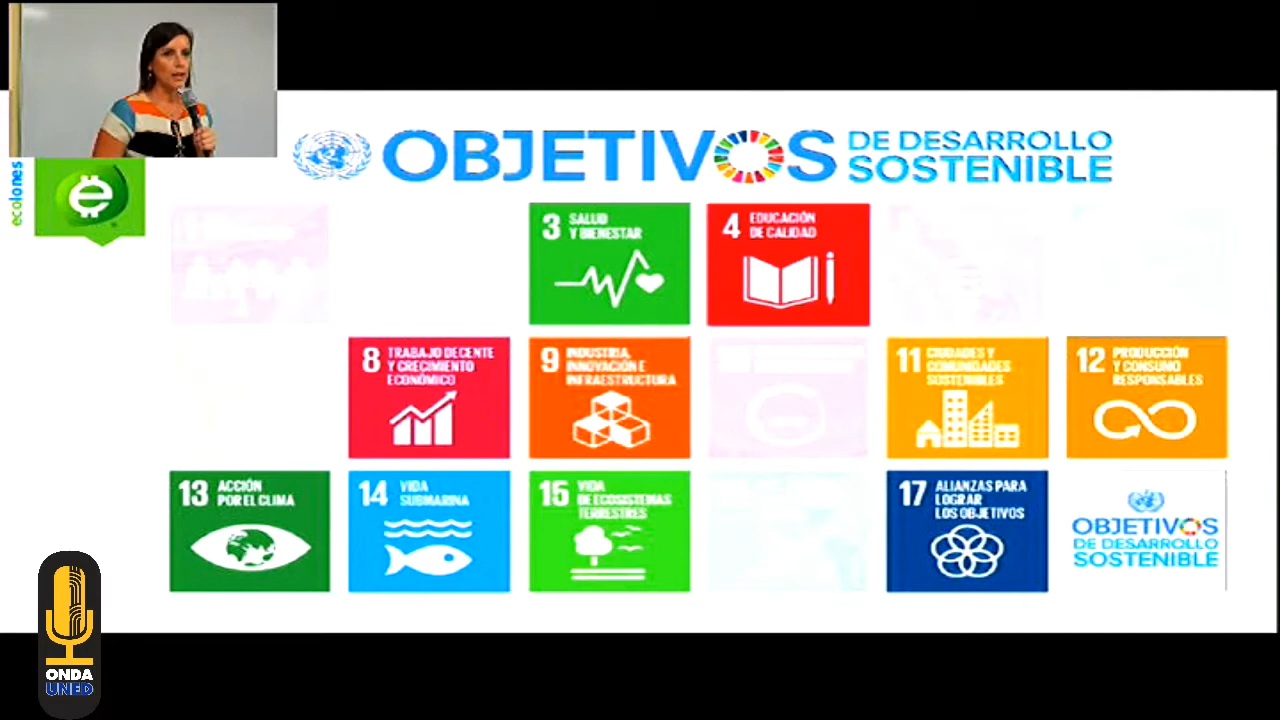 OBJETIVOS
DE DESARROLLO
SOSTENIBLE
ecolones
3 SALUD
Y BIENESTAR
4 EDUCACIÓN
DE CALIDAD
8 TRABAJO DECENTE
Y CRECIMIENTO
ECONÓMICO
9 INDUSTRIA,
INNOVACIÓN E
INFRAESTRUCTURA
11 CIUDADES Y
COMUNIDADES
SOSTENIBLES
12 PRODUCCIÓN
Y CONSUMO
RESPONSABLES
13 ACCIÓN
POR EL CLIMA
14 VIDA
SUBMARINA
15 VIDA
DE ECOSISTEMAS
TERRESTRES
17 ALIANZAS PARA
LOGRAR
LOS OBJETIVOS
OBJETIVOS
DE DESARROLLO
SOSTENIBLE
ONDA
UNED